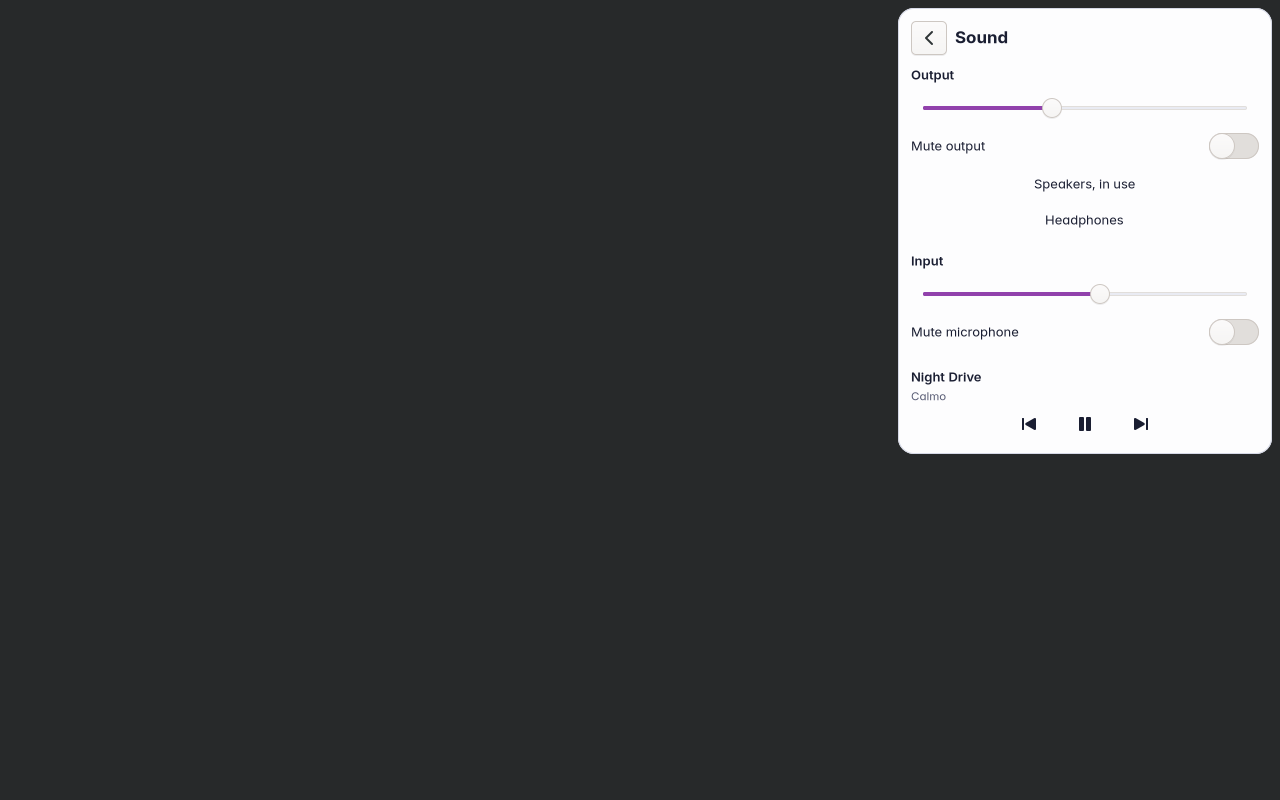 Sound
Output
Mute output
Speakers, in use
Headphones
Input
Mute microphone
Night Drive
Calmo